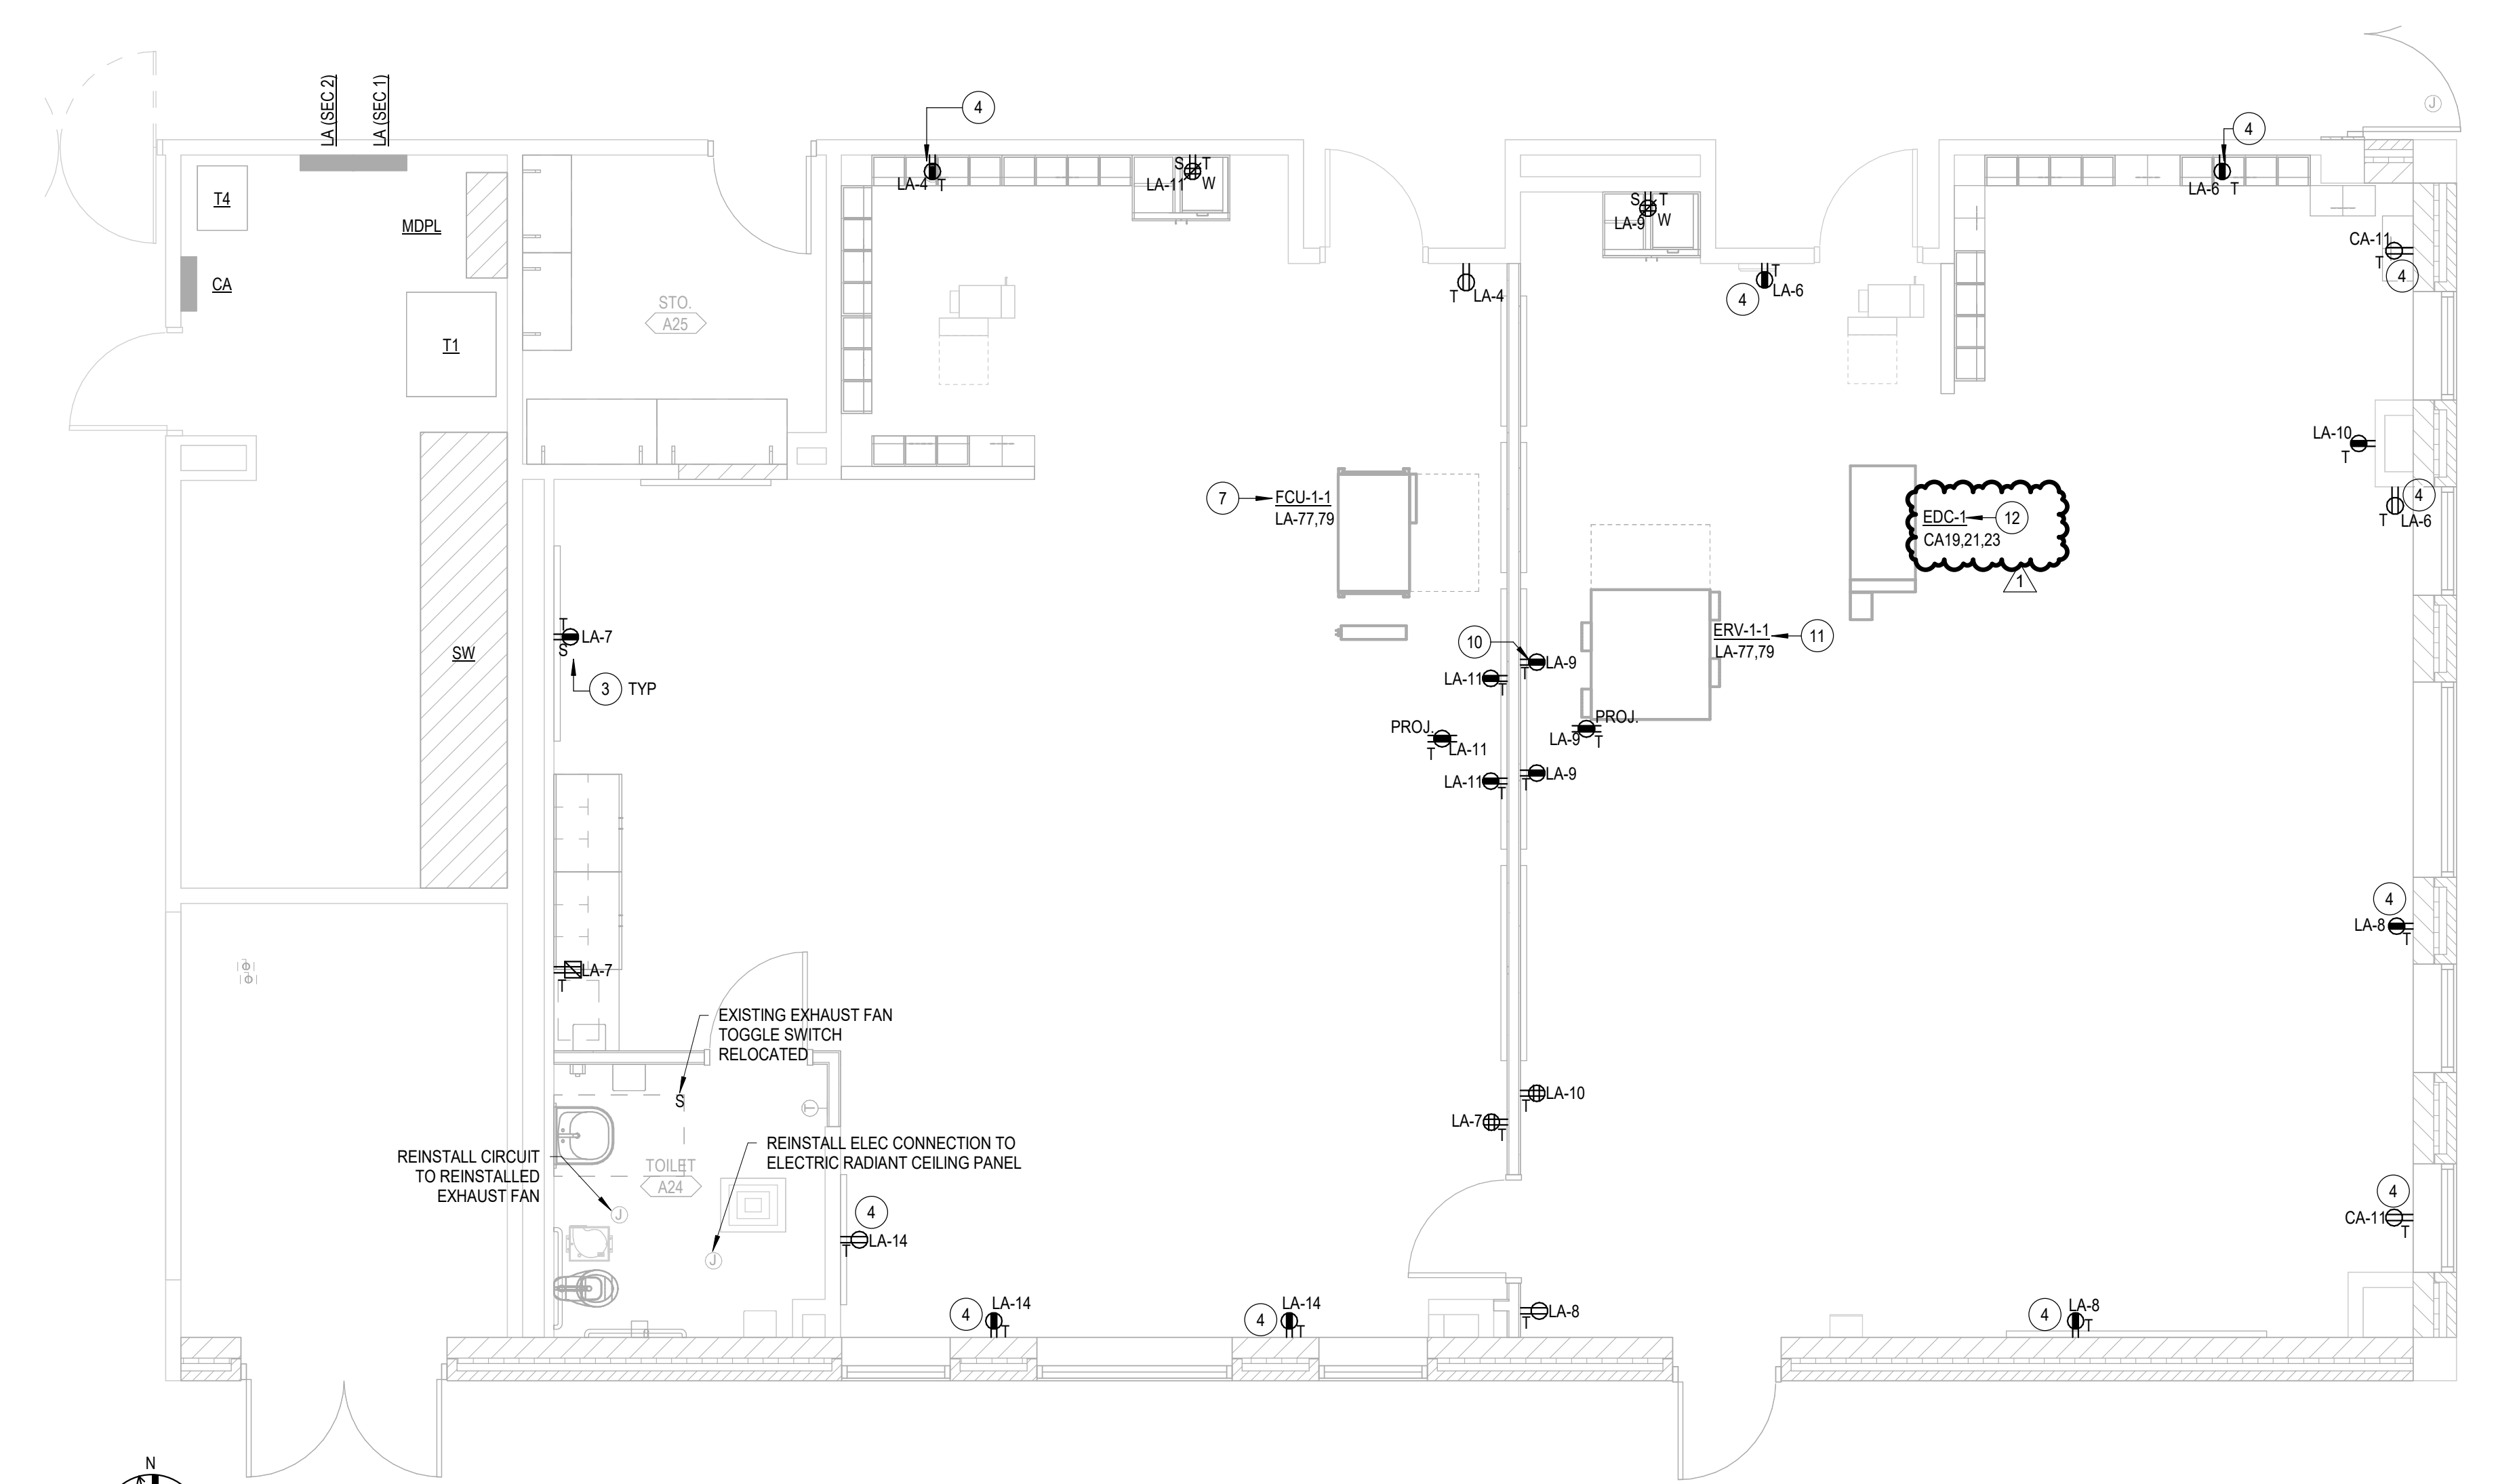 LA (SEC 2)
LA (SEC 1)
4
4
J
T4
MDPL
CA
T1
STO.
A25
LA-4
T
S
T
LA-11
W
S
T
LA-9
W
LA-6
T
CA-11
T
4
T
LA-4
4
T
LA-6
LA-10
T
4
T
LA-6
7
FCU-1-1
LA-77,79
EDC-1
12
CA19,21,23
1
T
LA-7
S
SW
3
TYP
10
LA-9
T
LA-11
T
ERV-1-1
11
LA-77,79
PROJ.
T
LA-11
PROJ.
LA-9
T
LA-11
T
LA-9
T
4
LA-8
T
LA-7
T
EXISTING EXHAUST FAN
TOGGLE SWITCH
RELOCATED
S
T
LA-10
T
LA-7
T
REINSTALL ELEC CONNECTION TO
ELECTRIC RADIANT CEILING PANEL
REINSTALL CIRCUIT
TO REINSTALLED
EXHAUST FAN
TOILET
A24
J
J
4
LA-14
T
4
CA-11
T
4
LA-14
T
4
LA-14
T
LA-8
T
4
LA-8
T
N